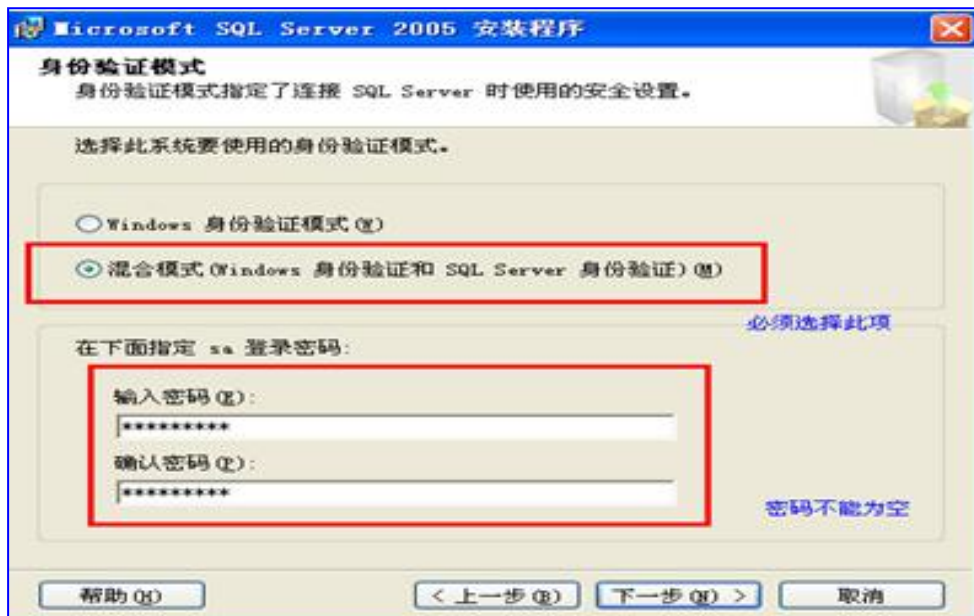 Microsoft SQL Server 2005 安装程序
身份验证模式
身份验证模式指定了连接 SQL Server 时使用的安全设置。
选择此系统要使用的身份验证模式。
Windows 身份验证模式(W)
混合模式(Windows 身份验证和 SQL Server 身份验证)(M)
必须选择此项
在下面指定 sa 登录密码:
输入密码(E):
*********
确认密码(P):
*********
密码不能为空
帮助(H)
< 上一步(B)
下一步(N) >
取消